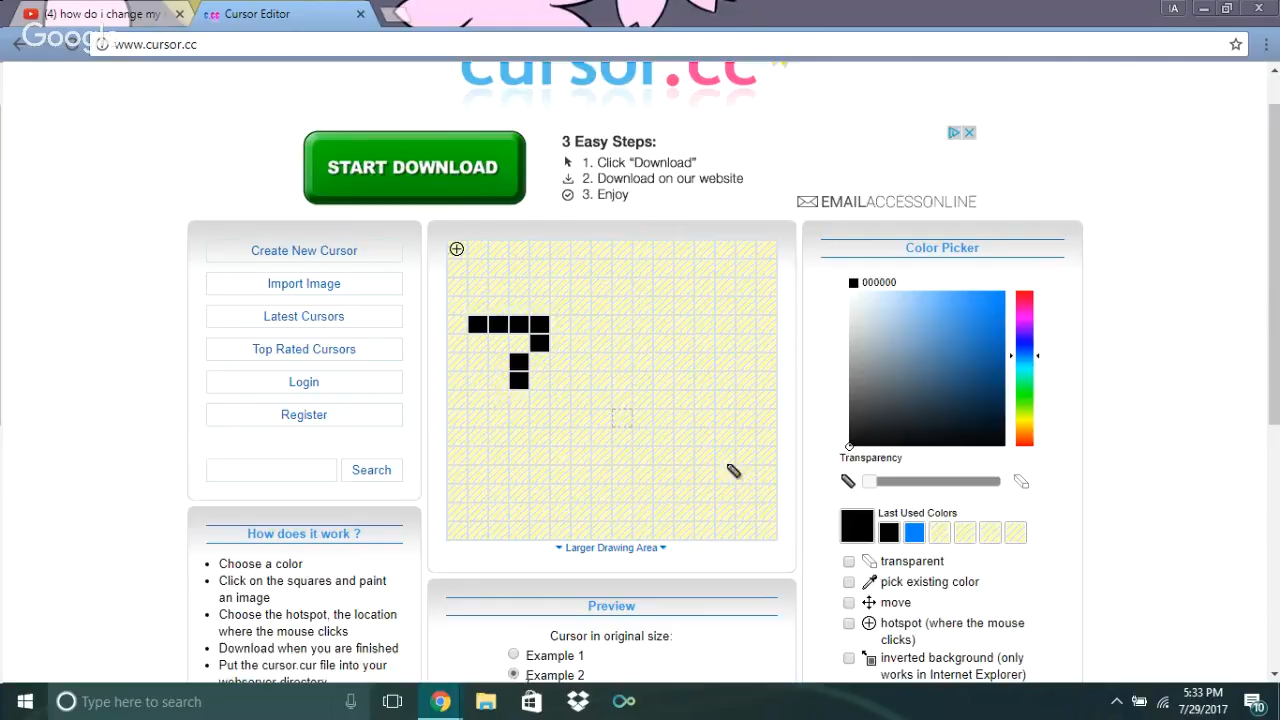 (4) how do i change my
Cursor Editor
IA
Google
www.cursor.cc
cursor.cc
START DOWNLOAD
3 Easy Steps:
1. Click “Download”
2. Download on our website
3. Enjoy
EMAILACCESSONLINE
Create New Cursor
Import Image
Latest Cursors
Top Rated Cursors
Login
Register
Search
How does it work ?
Choose a color
Click on the squares and paint
an image
Choose the hotspot, the location
where the mouse clicks
Download when you are finished
Put the cursor.cur file into your
webserver directory
Larger Drawing Area
Preview
Cursor in original size:
Example 1
Example 2
Color Picker
000000
Transparency
Last Used Colors
transparent
pick existing color
move
hotspot (where the mouse
clicks)
inverted background (only
works in Internet Explorer)
Type here to search
5:33 PM
7/29/2017
10